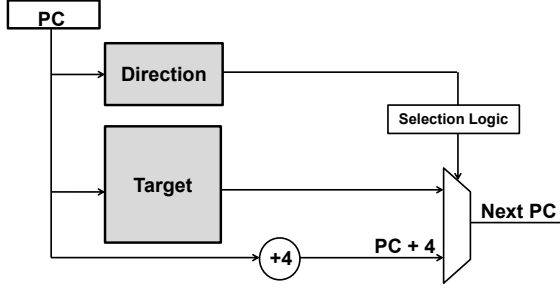 PC
Direction
Selection Logic
Target
Next PC
+4
PC + 4